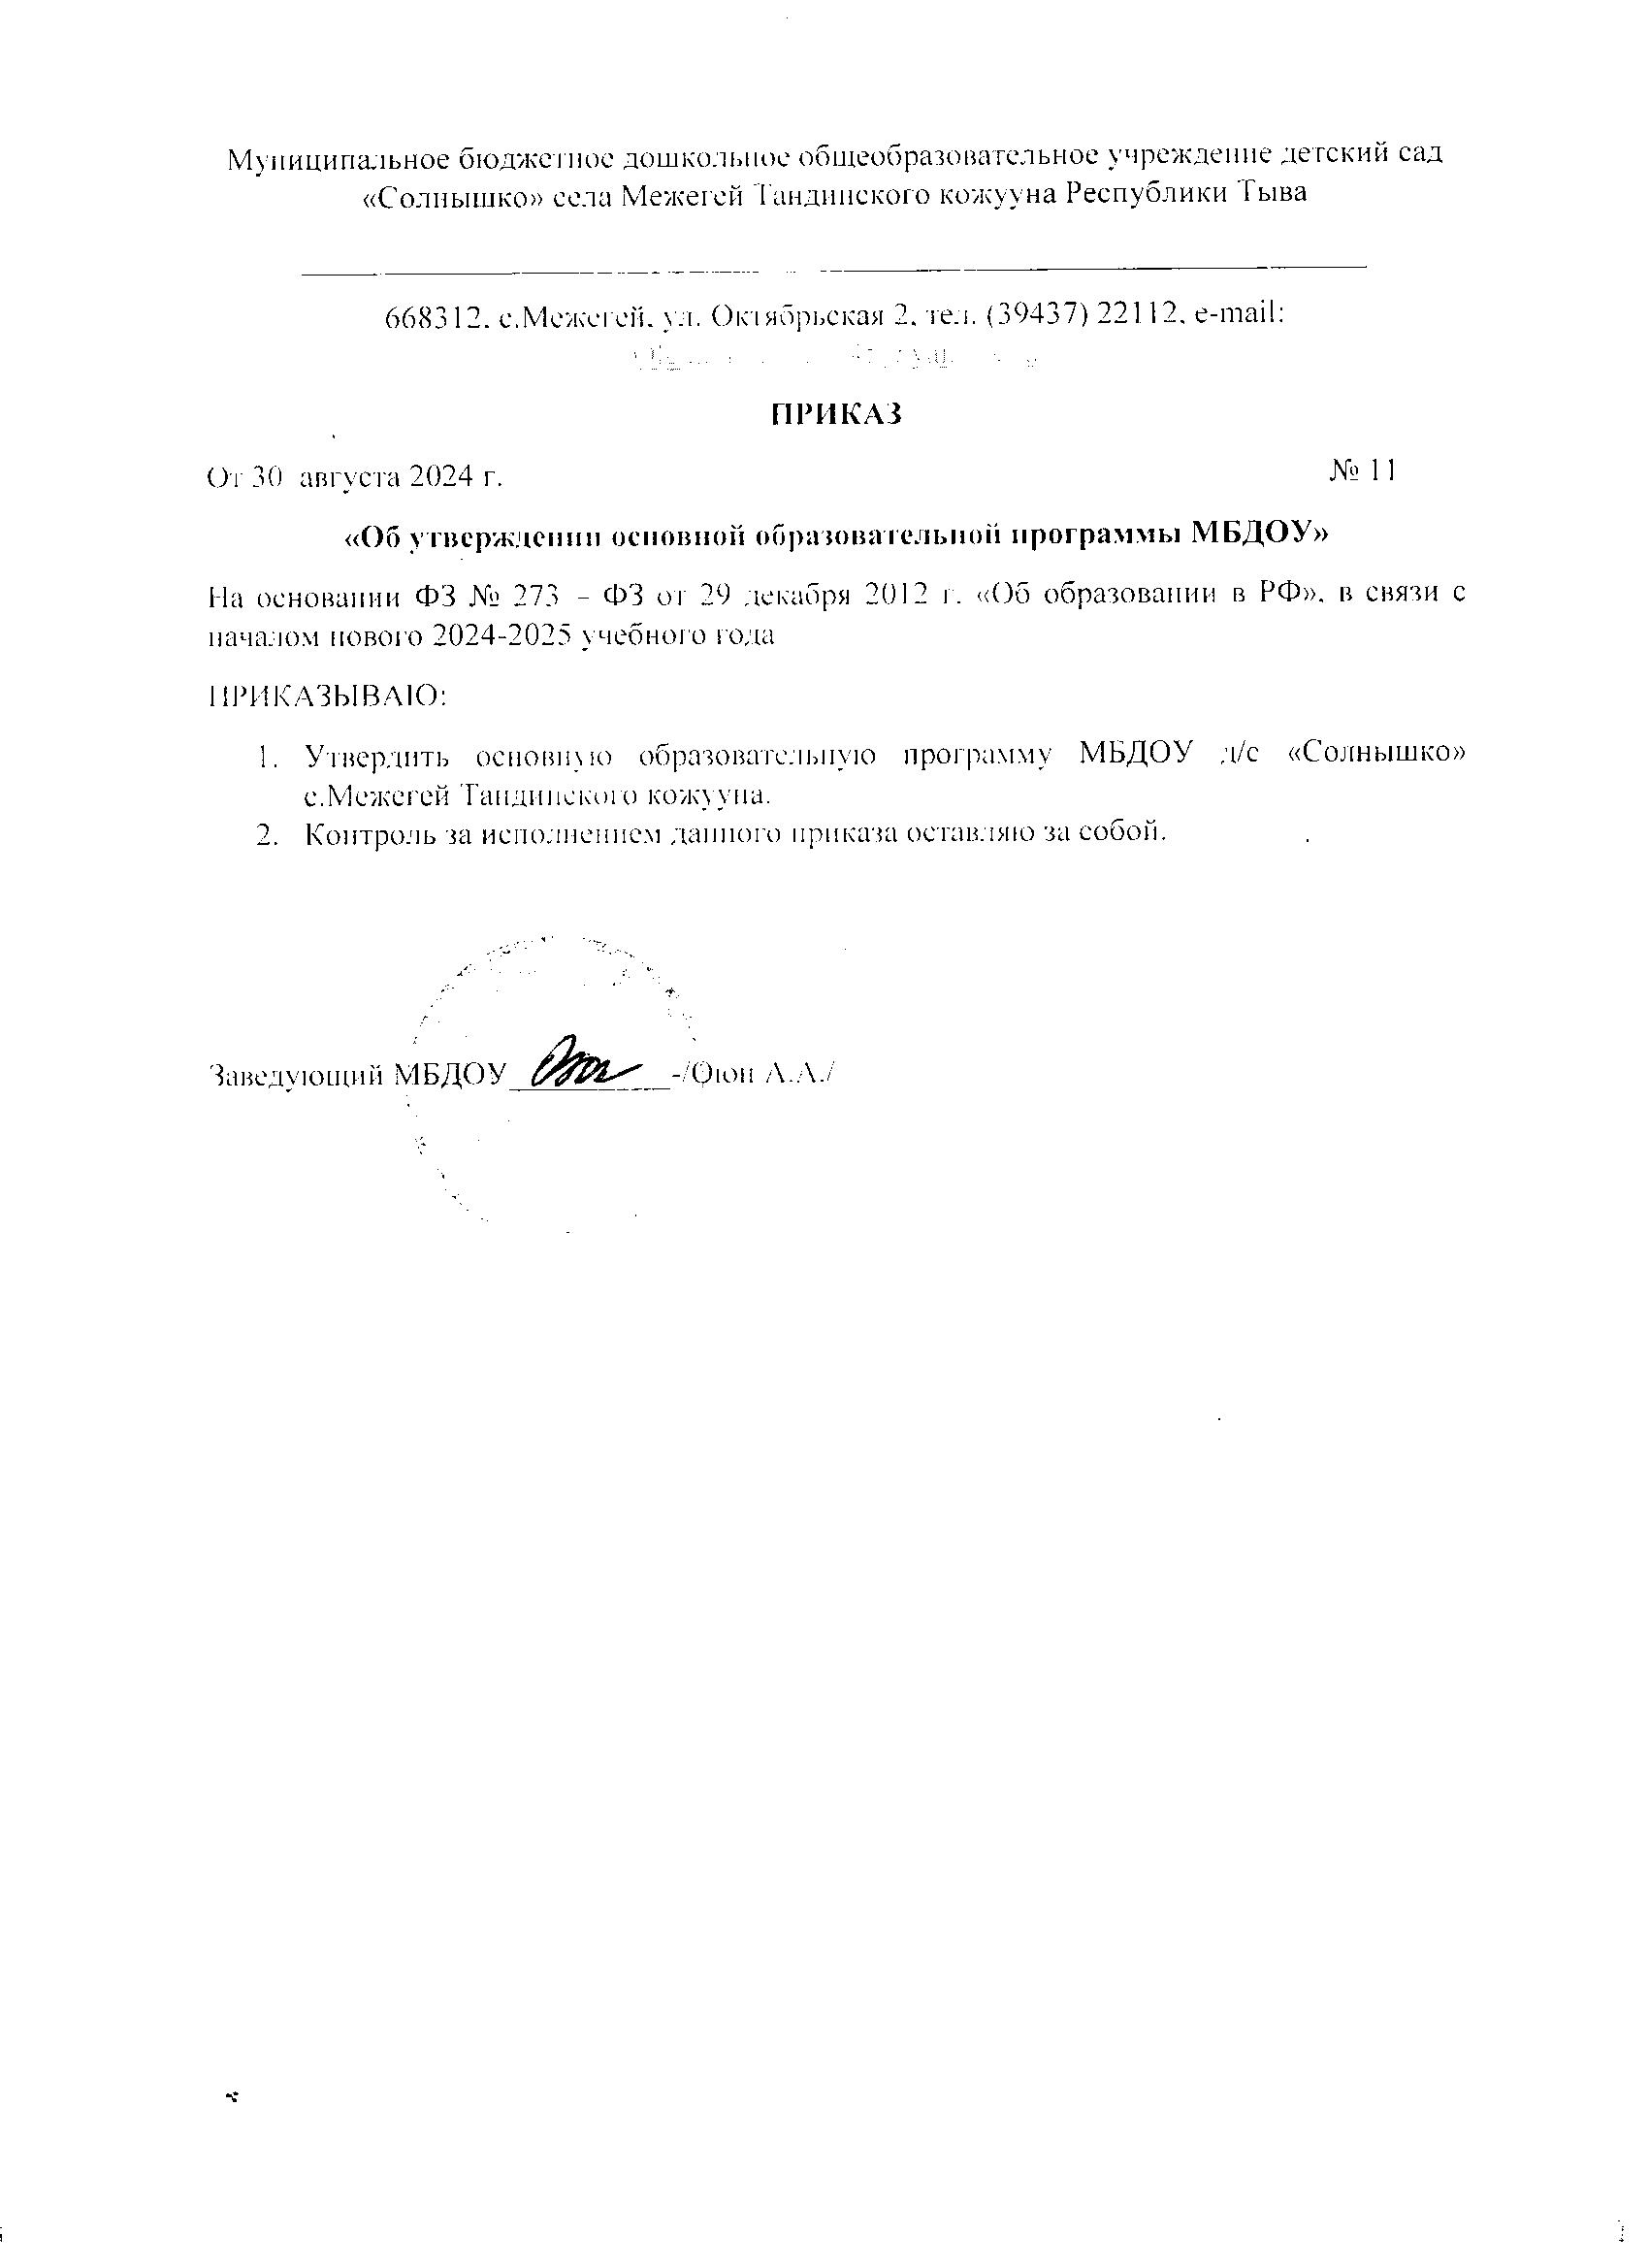 Муниципальное бюджетное дошкольное общеобразовательное учреждение детский сад
«Солнышко» села Межегей Тандинского кожууна Республики Тыва
668312. с.Межегей. ул. Октябрьская 2. тел. (39437) 22112. e-mail:
ПРИКАЗ
От 30 августа 2024 г. № 11
«Об утверждении основной образовательной программы МБДОУ»
На основании ФЗ № 273 – ФЗ от 29 декабря 2012 г. «Об образовании в РФ». в связи с
началом нового 2024-2025 учебного года
ПРИКАЗЫВАЮ:
1. Утвердить основную образовательную программу МБДОУ д/с «Солнышко»
с.Межегей Тандинского кожууна.
2. Контроль за исполнением данного приказа оставляю за собой.
Заведующий МБДОУ -/Оюн А.А./